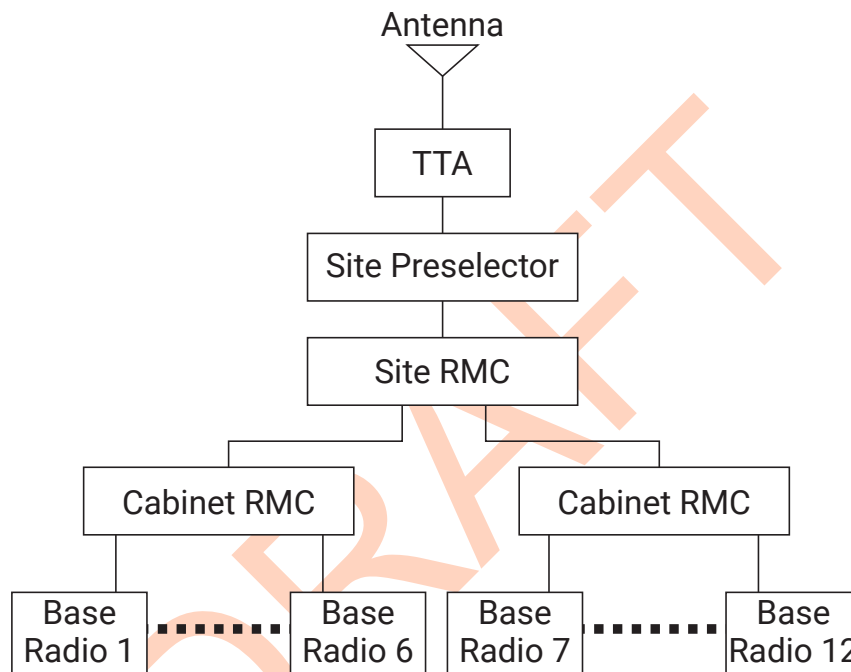 Antenna
TTA
Site Preselector
Site RMC
Cabinet RMC
Cabinet RMC
Base
Radio 1
Base
Radio 6
Base
Radio 7
Base
Radio 12
DRAFT